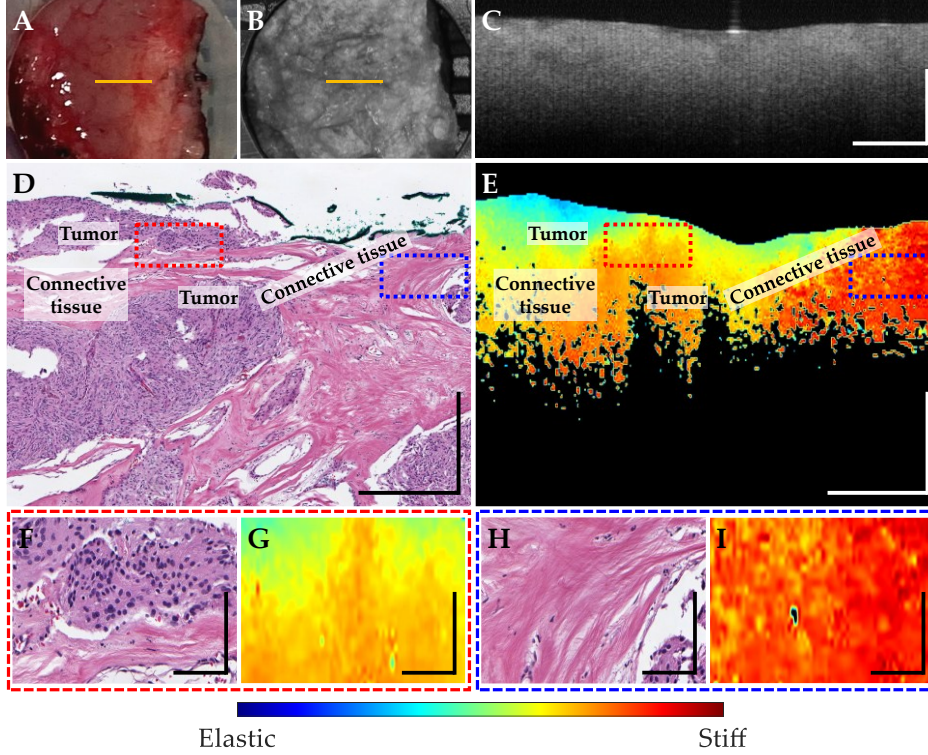 A
B
C
D
Tumor
Connective
tissue
Tumor
Connective tissue
E
Tumor
Connective
tissue
Tumor
Connective tissue
F
G
H
I
Elastic
Stiff